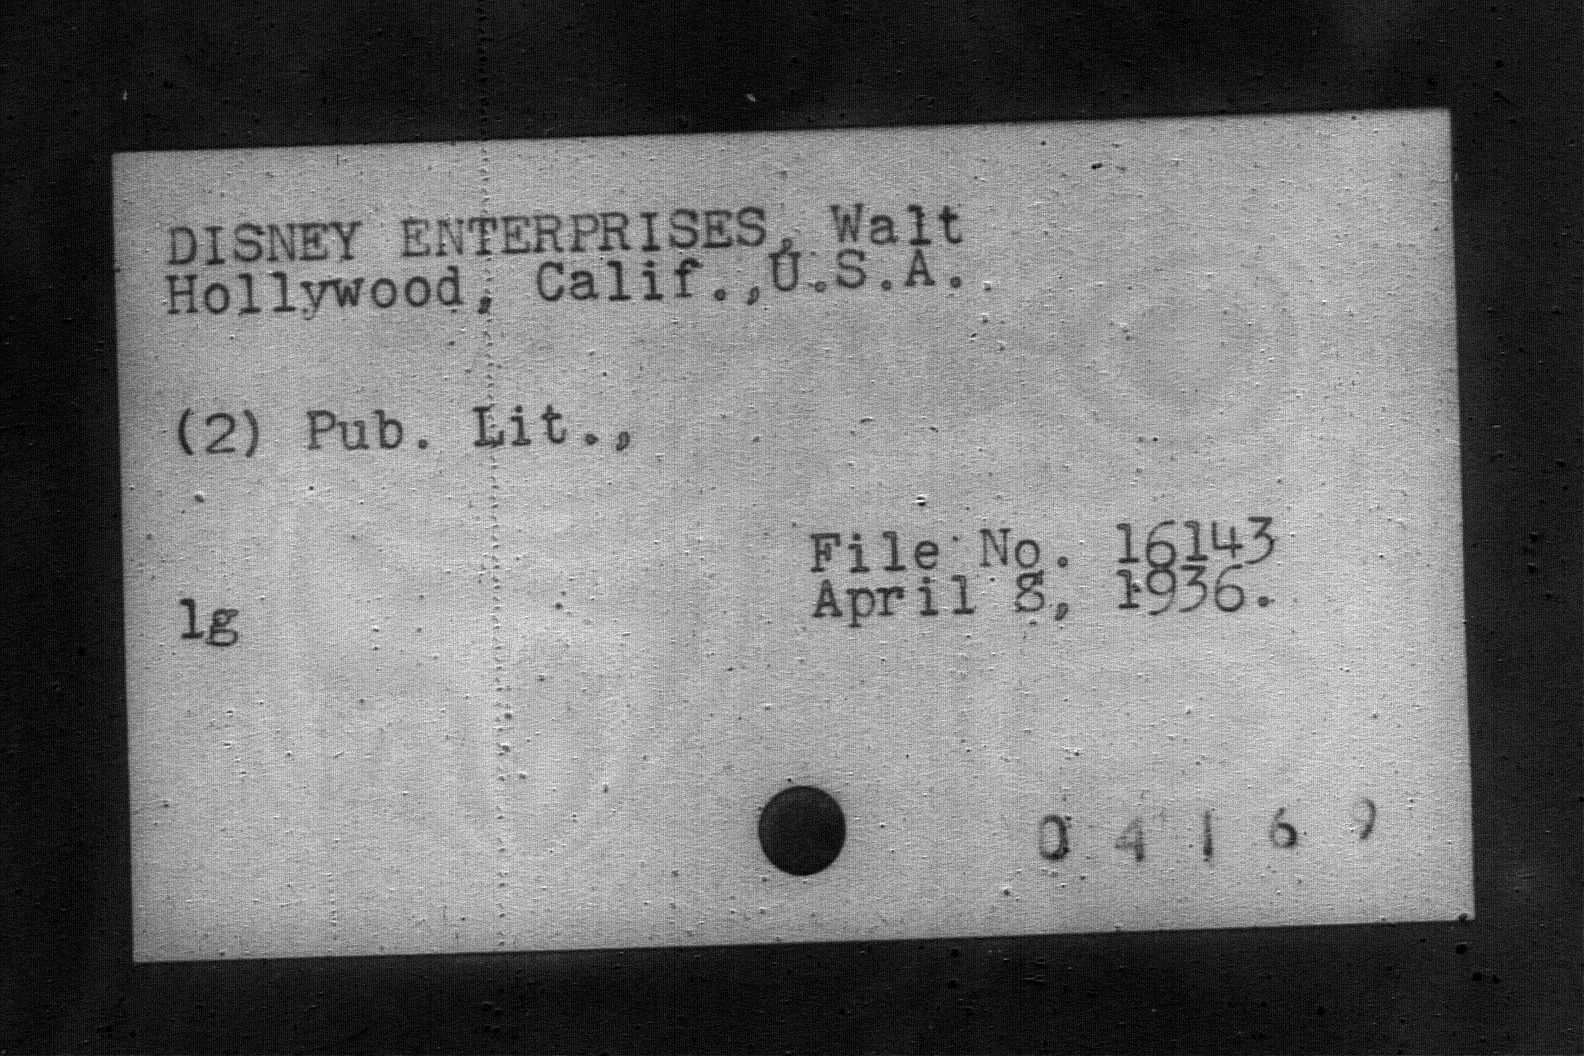 DISNEY ENTERPRISES, Walt
Hollywood, Calif.,U.S.A.
(2) Pub. Lit.,
File No. 16143
April 8, 1936.
lg
0 4 1 6 9